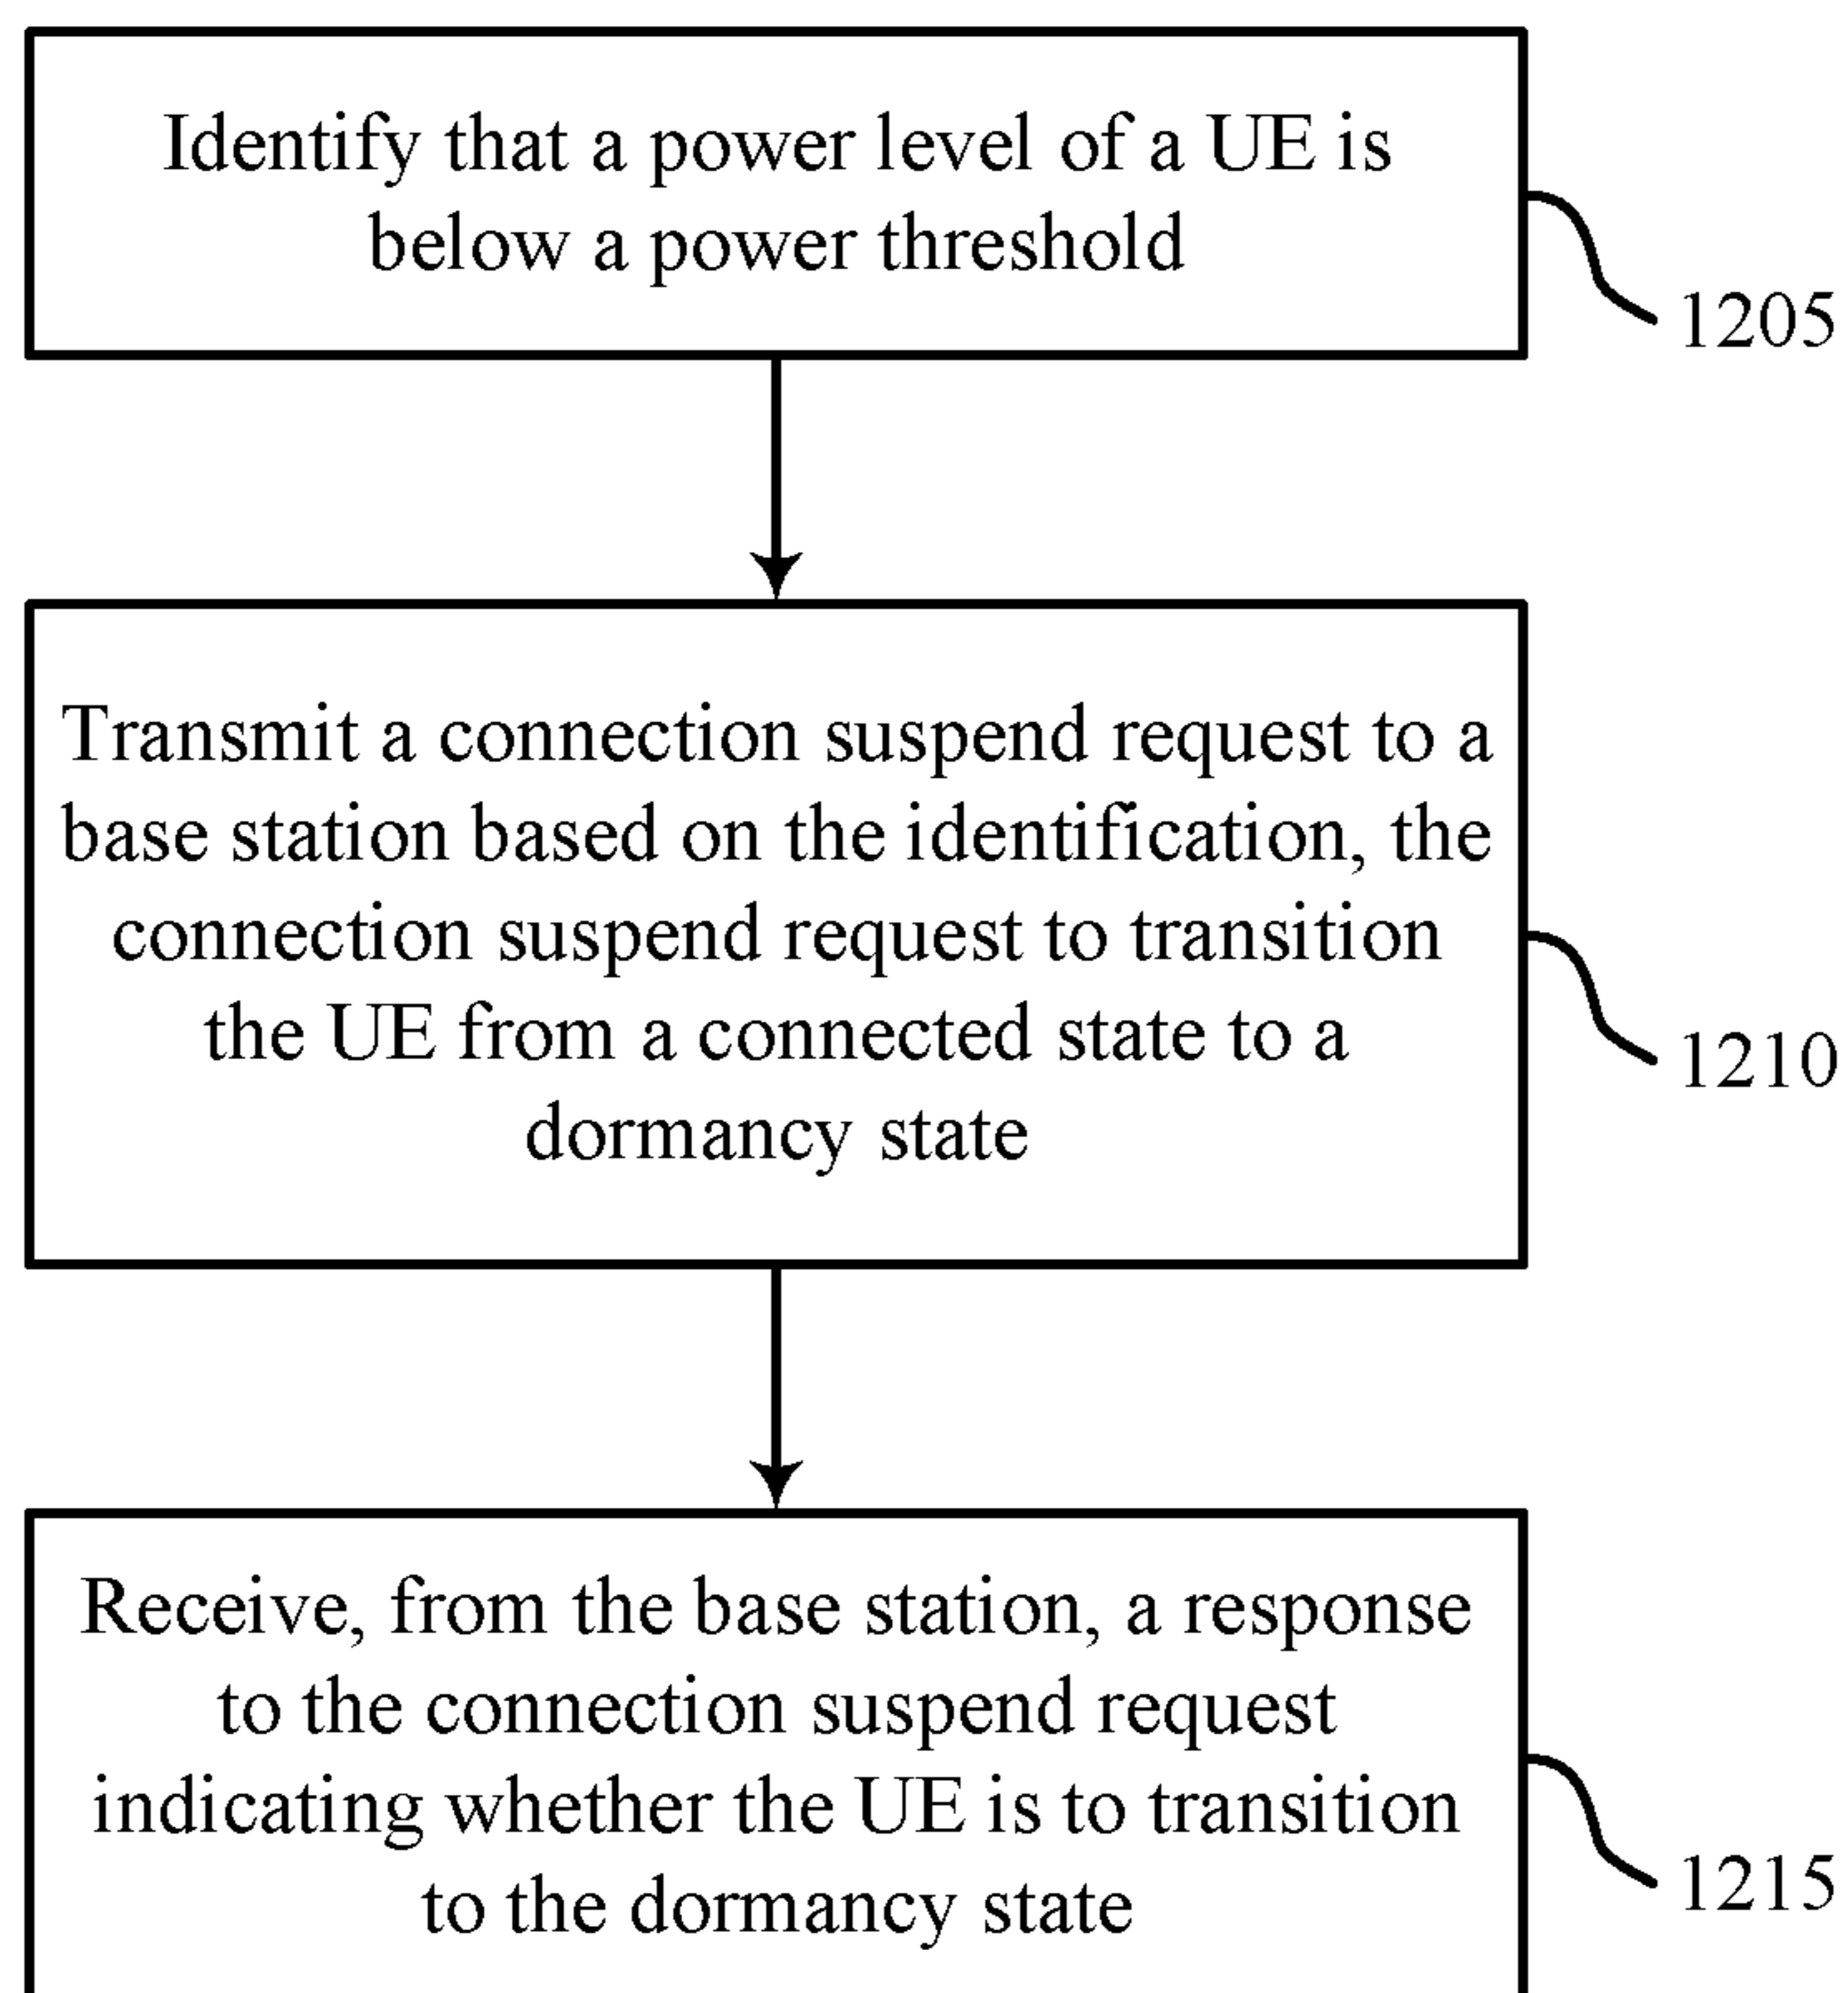 Identify that a power level of a UE is
below a power threshold
1205
Transmit a connection suspend request to a
base station based on the identification, the
connection suspend request to transition
the UE from a connected state to a
dormancy state
1210
Receive, from the base station, a response
to the connection suspend request
indicating whether the UE is to transition
to the dormancy state
1215